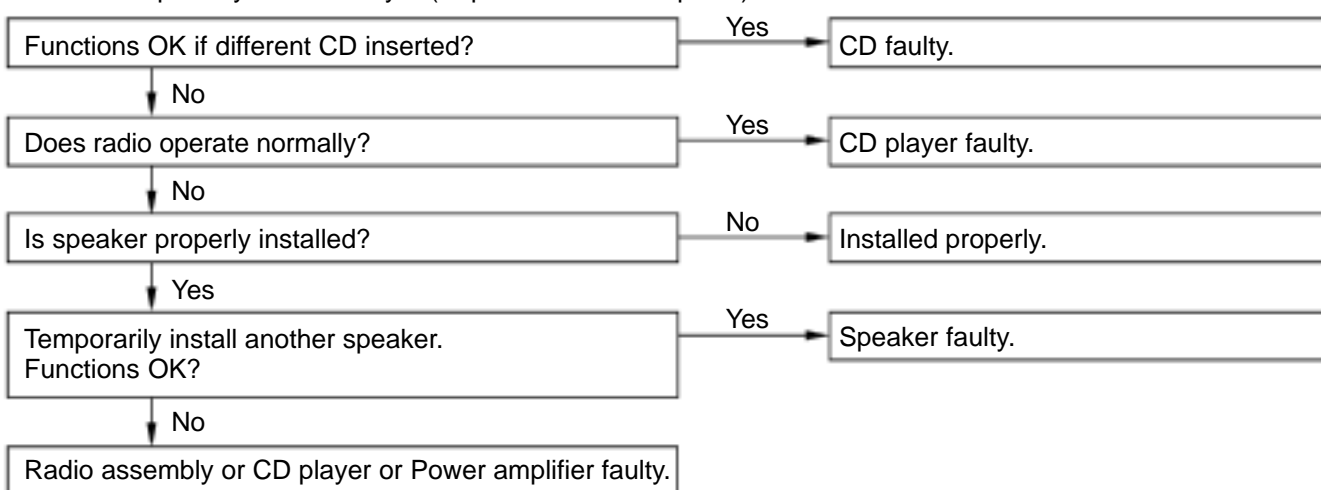 Functions OK if different CD inserted?
Yes
CD faulty.
No
Does radio operate normally?
Yes
CD player faulty.
No
Is speaker properly installed?
No
Installed properly.
Yes
Temporarily install another speaker.
Functions OK?
Yes
Speaker faulty.
No
Radio assembly or CD player or Power amplifier faulty.